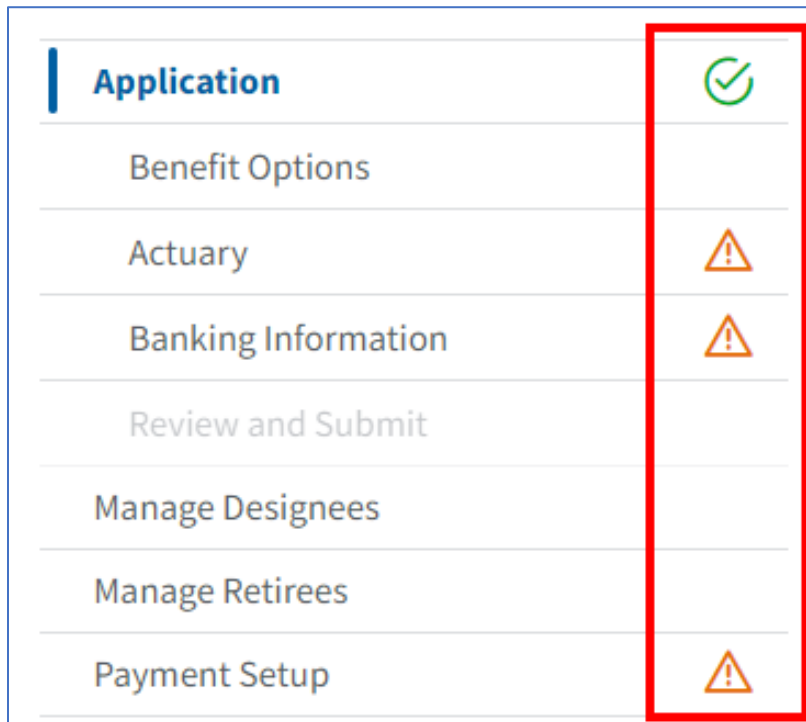 Application
Benefit Options
Actuary
Banking Information
Review and Submit
Manage Designees
Manage Retirees
Payment Setup